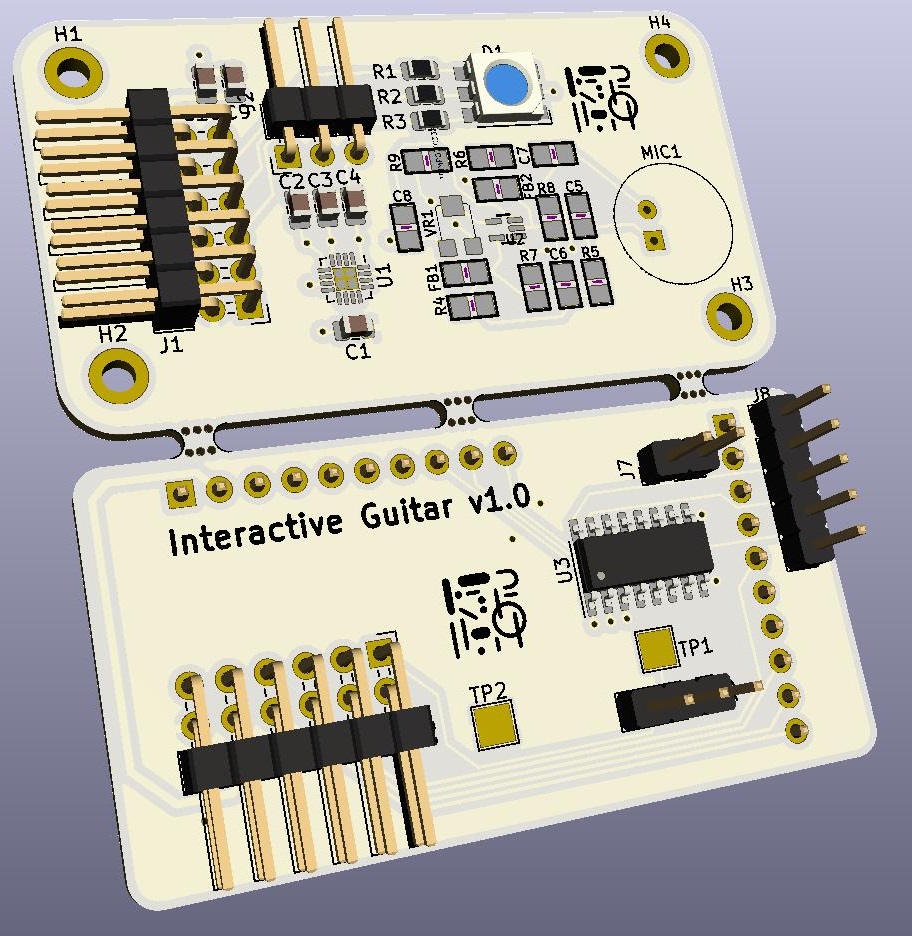 H1
H4
R1
D1
R2
C9
R3
MIC1
R9
R6
C7
C2 C3 C4
FB2
R8
C5
C8
VR1
U2
U1
R7
C6
R5
FB1
R4
H3
C1
H2
J1
J8
J7
Interactive Guitar v1.0
U3
TP1
TP2